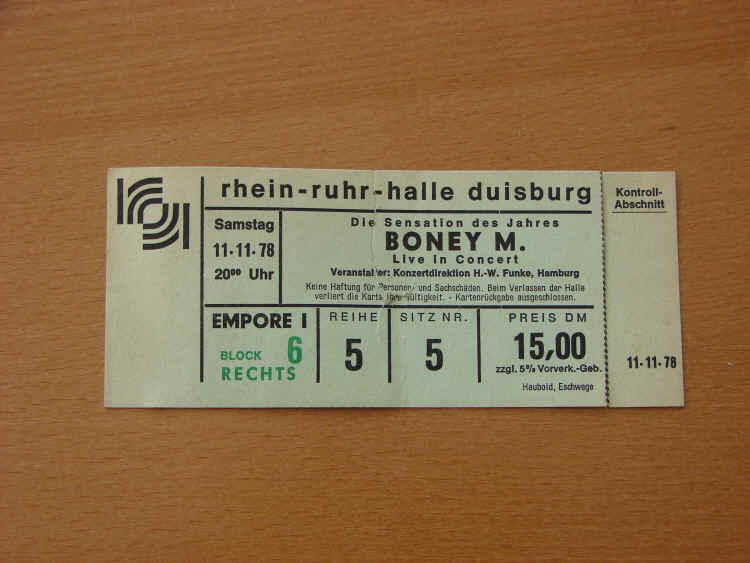 rhein-ruhr-halle duisburg
Samstag
11·11·78
20⁰⁰ Uhr
Die Sensation des Jahres
BONEY M.
Live in Concert
Veranstalter: Konzertdirektion H.-W. Funke, Hamburg
Keine Haftung für Personen- und Sachschäden. Beim Verlassen der Halle
verliert die Karte ihre Gültigkeit. - Kartenrückgabe ausgeschlossen.
EMPORE I
BLOCK 6
RECHTS
REIHE
5
SITZ NR.
5
PREIS DM
15,00
zzgl. 5% Vorverk.-Geb.
Haubold, Eschwege
Kontroll-
Abschnitt
11·11·78